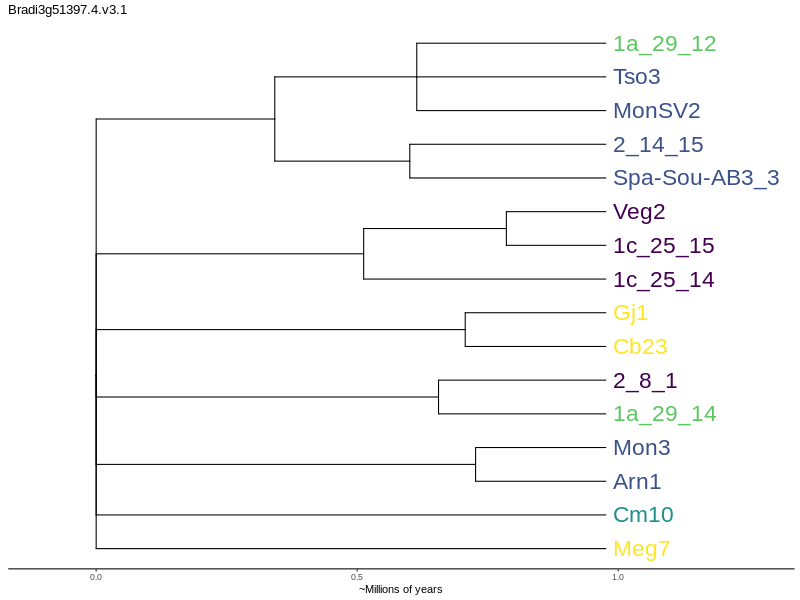 Bradi3g51397.4.v3.1
1a_29_12
Tso3
MonSV2
2_14_15
Spa-Sou-AB3_3
Veg2
1c_25_15
1c_25_14
Gj1
Cb23
2_8_1
1a_29_14
Mon3
Arn1
Cm10
Meg7
0.0 0.5 1.0
~Millions of years